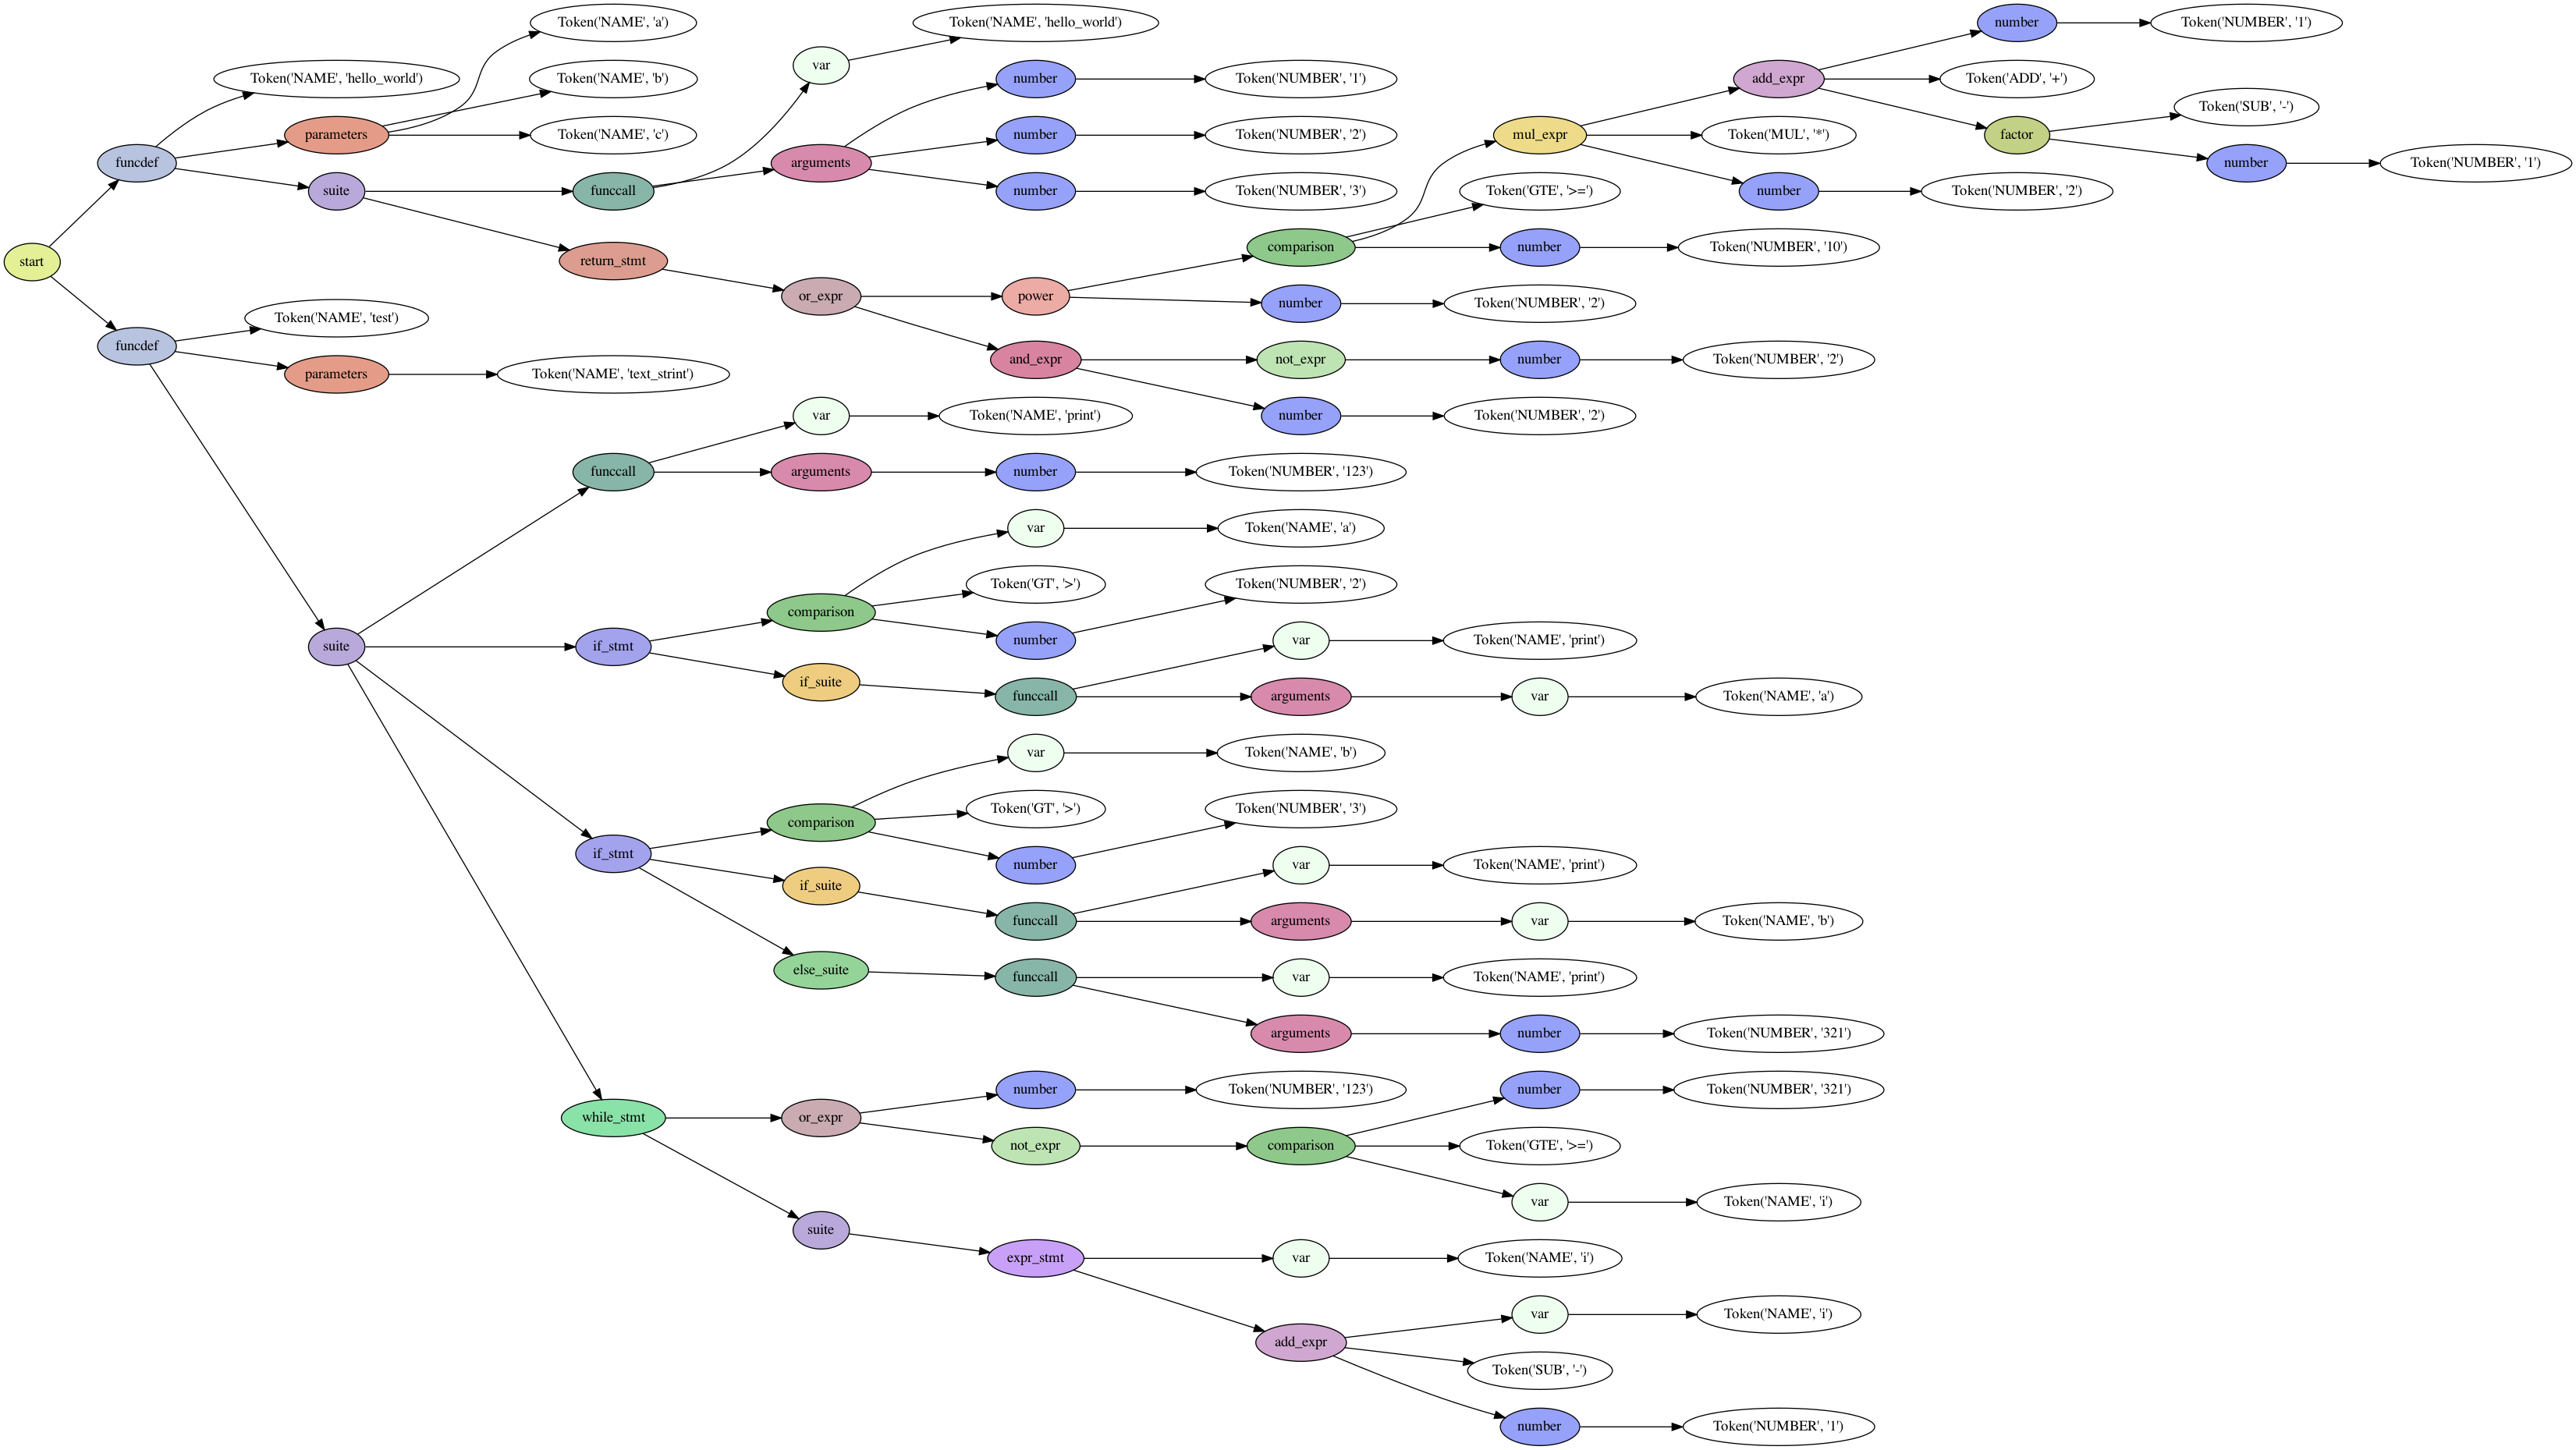 start
funcdef
Token('NAME', 'hello_world')
parameters
Token('NAME', 'a')
Token('NAME', 'b')
Token('NAME', 'c')
suite
funccall
var
Token('NAME', 'hello_world')
arguments
number
Token('NUMBER', '1')
number
Token('NUMBER', '2')
number
Token('NUMBER', '3')
return_stmt
or_expr
power
comparison
mul_expr
add_expr
number
Token('NUMBER', '1')
Token('ADD', '+')
factor
Token('SUB', '-')
number
Token('NUMBER', '1')
Token('MUL', '*')
number
Token('NUMBER', '2')
Token('GTE', '>=')
number
Token('NUMBER', '10')
number
Token('NUMBER', '2')
and_expr
not_expr
number
Token('NUMBER', '2')
number
Token('NUMBER', '2')
funcdef
Token('NAME', 'test')
parameters
Token('NAME', 'text_strint')
suite
funccall
var
Token('NAME', 'print')
arguments
number
Token('NUMBER', '123')
if_stmt
comparison
var
Token('NAME', 'a')
Token('GT', '>')
number
Token('NUMBER', '2')
if_suite
funccall
var
Token('NAME', 'print')
arguments
var
Token('NAME', 'a')
if_stmt
comparison
var
Token('NAME', 'b')
Token('GT', '>')
number
Token('NUMBER', '3')
if_suite
funccall
var
Token('NAME', 'print')
arguments
var
Token('NAME', 'b')
else_suite
funccall
var
Token('NAME', 'print')
arguments
number
Token('NUMBER', '321')
while_stmt
or_expr
number
Token('NUMBER', '123')
not_expr
comparison
number
Token('NUMBER', '321')
Token('GTE', '>=')
var
Token('NAME', 'i')
suite
expr_stmt
var
Token('NAME', 'i')
add_expr
var
Token('NAME', 'i')
Token('SUB', '-')
number
Token('NUMBER', '1')